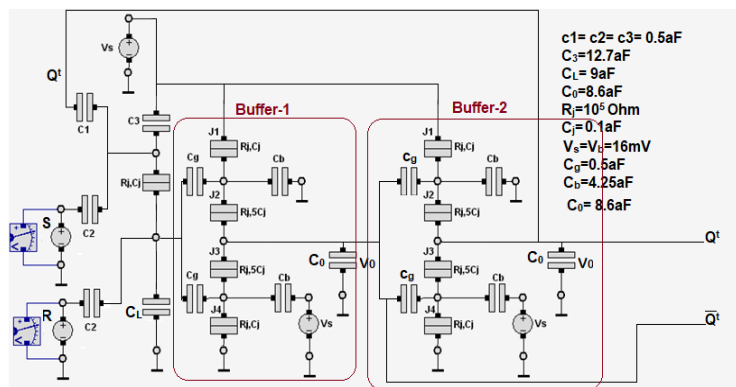 Vs
Q^t
C1
C3
Rj,Cj
S
C2
R
C2
CL
Buffer-1
J1
Rj,Cj
Cg
Cb
J2
Rj,5Cj
J3
Rj,5Cj
C0
V0
Cg
Cb
J4
Rj,Cj
Vs
Buffer-2
J1
Rj,Cj
Cg
Cb
J2
Rj,5Cj
J3
Rj,5Cj
C0
V0
Cg
Cb
J4
Rj,Cj
Vs
c1= c2= c3= 0.5aF
C3=12.7aF
CL= 9aF
C0=8.6aF
Rj=10^5 Ohm
Cj=0.1aF
Vs=Vb=16mV
Cg=0.5aF
Cb=4.25aF
C0= 8.6aF
Q^t
Q̅^t